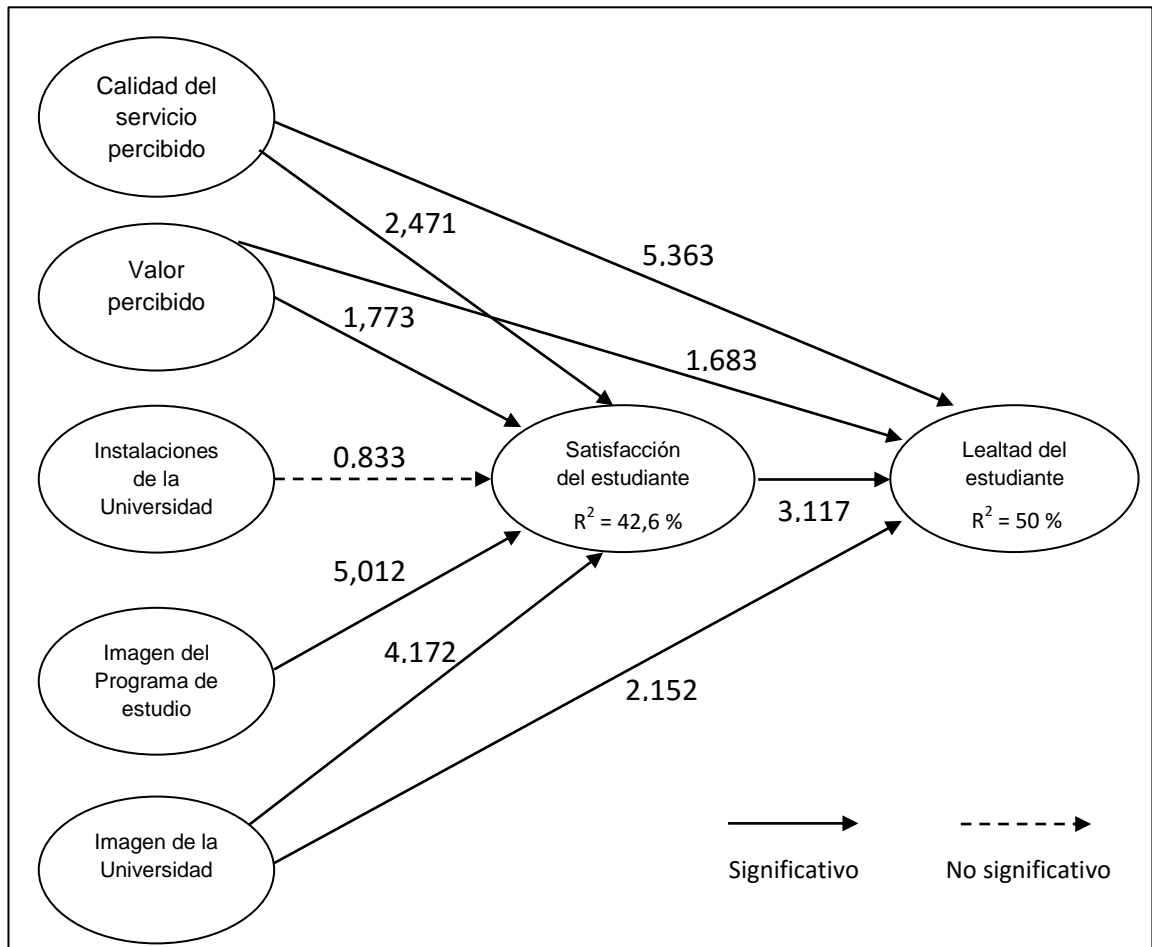 Calidad del
servicio
percibido
2,471
5,363
Valor
percibido
1,773
1,683
Instalaciones
de la
Universidad
0,833
Satisfacción
del estudiante
R² = 42,6 %
3,117
Lealtad del
estudiante
R² = 50 %
5,012
Imagen del
Programa de
estudio
4,172
2,152
Imagen de la
Universidad
Significativo
No significativo